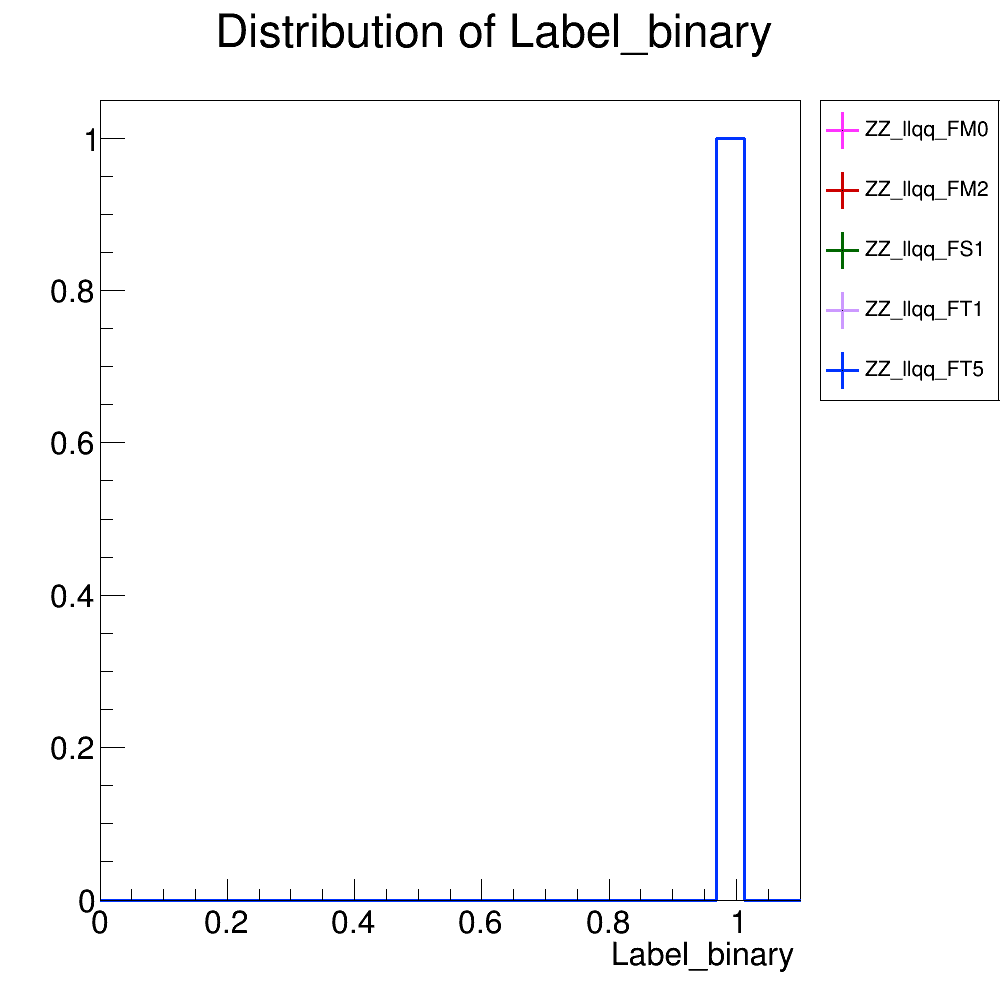 Distribution of Label_binary
1
0.8
0.6
0.4
0.2
0
0 0.2 0.4 0.6 0.8 1
Label_binary
ZZ_llqq_FM0
ZZ_llqq_FM2
ZZ_llqq_FS1
ZZ_llqq_FT1
ZZ_llqq_FT5